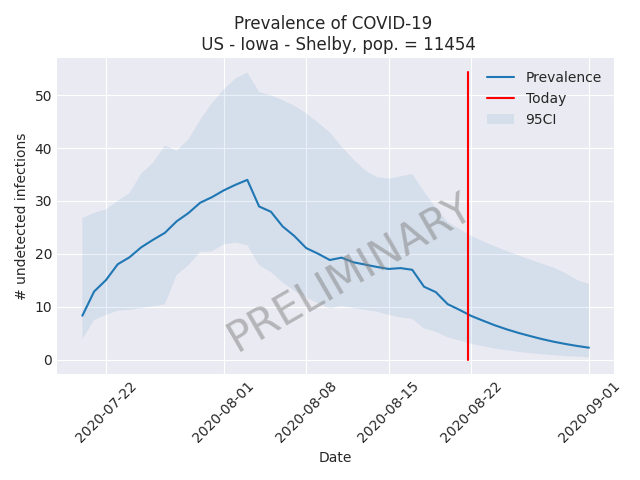 Prevalence of COVID-19
US - Iowa - Shelby, pop. = 11454
Prevalence
Today
95CI
# undetected infections
50
40
30
20
10
0
PRELIMINARY
2020-07-22
2020-08-01
2020-08-08
2020-08-15
2020-08-22
2020-09-01
Date